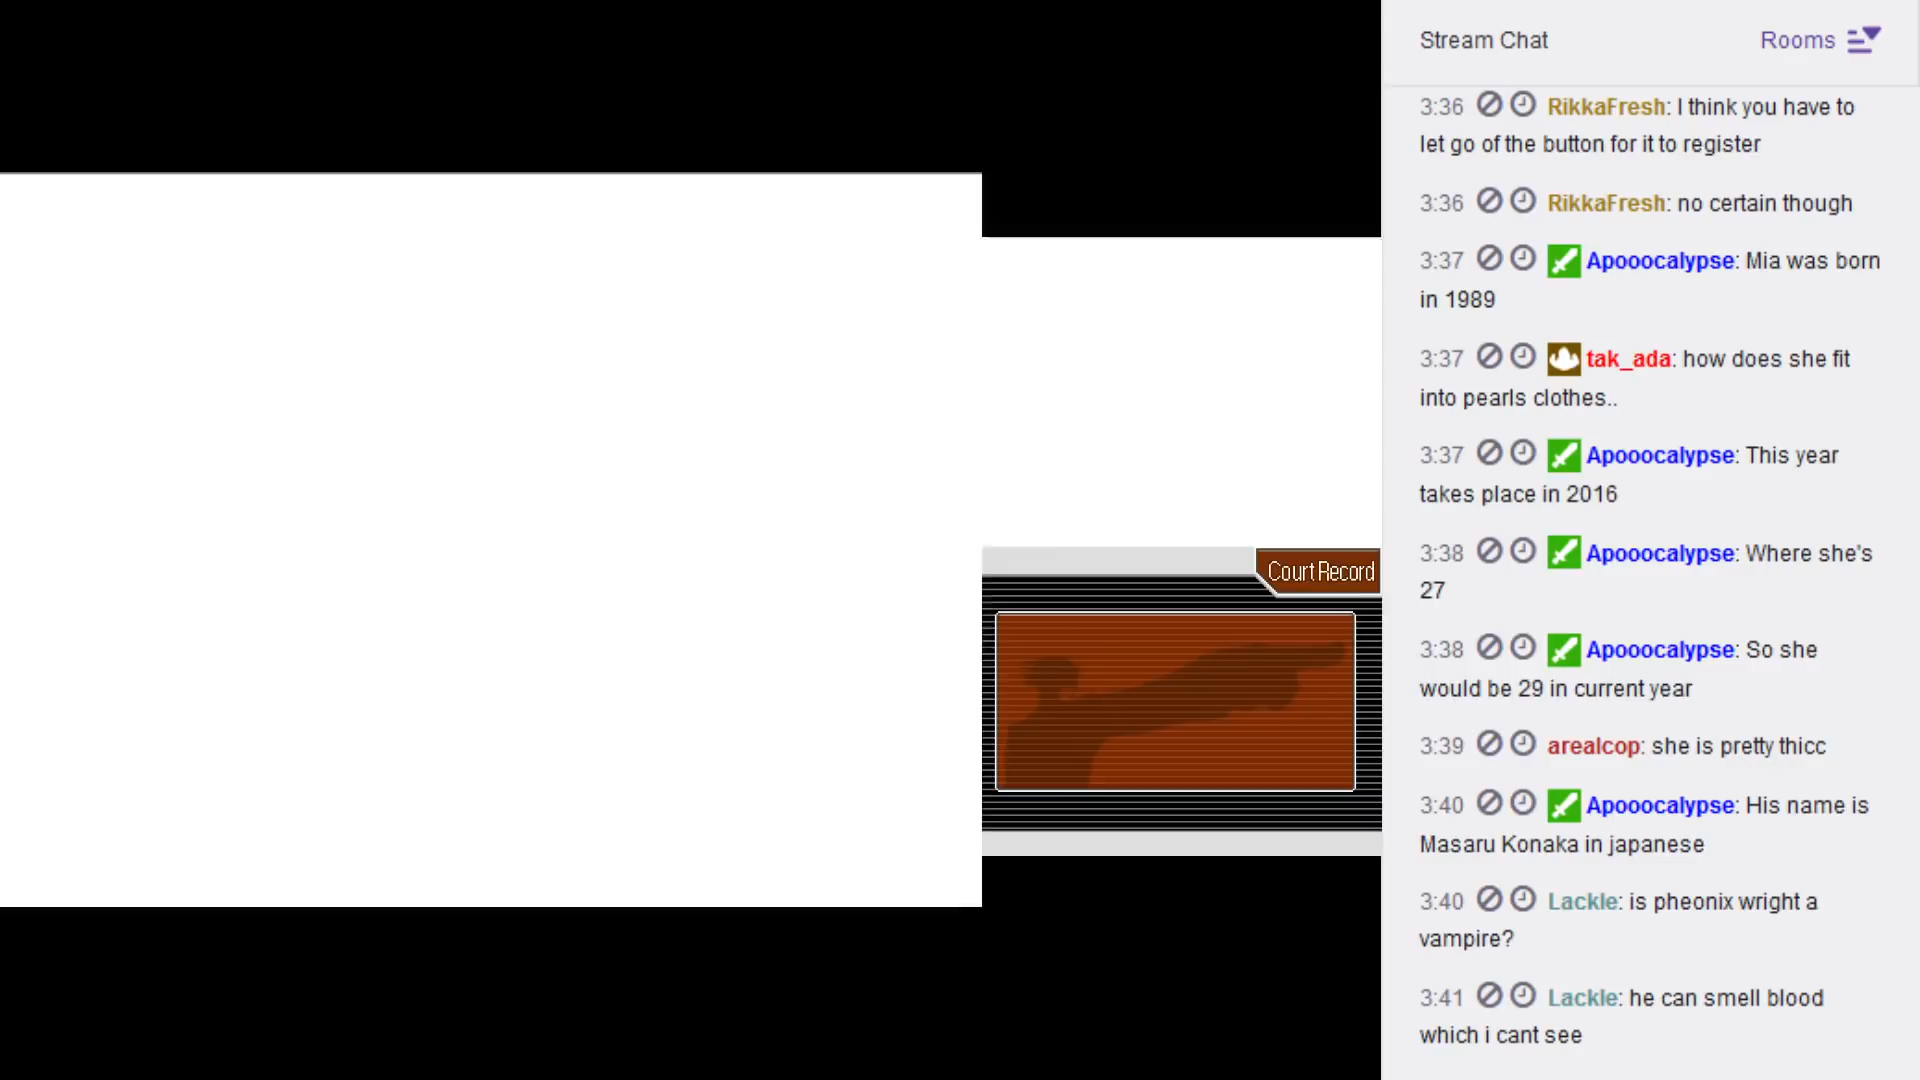 Stream Chat
Rooms
3:36 RikkaFresh: I think you have to
let go of the button for it to register
3:36 RikkaFresh: no certain though
3:37 Apooocalypse: Mia was born
in 1989
3:37 tak_ada: how does she fit
into pearls clothes..
3:37 Apooocalypse: This year
takes place in 2016
3:38 Apooocalypse: Where she's
27
3:38 Apooocalypse: So she
would be 29 in current year
3:39 arealcop: she is pretty thicc
3:40 Apooocalypse: His name is
Masaru Konaka in japanese
3:40 Lackle: is pheonix wright a
vampire?
3:41 Lackle: he can smell blood
which i cant see
Court Record